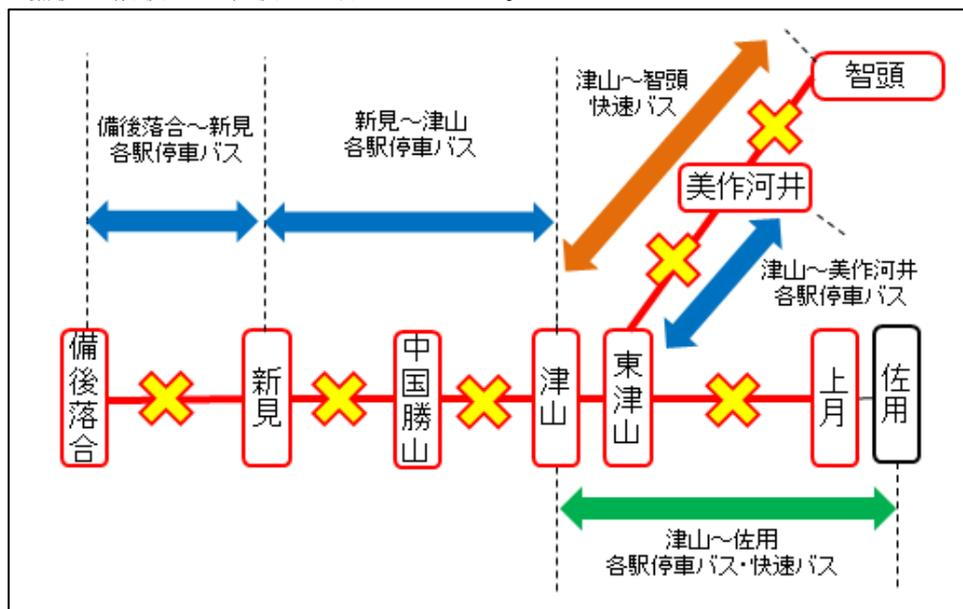 備後落合～新見
各駅停車バス
新見～津山
各駅停車バス
津山～智頭
快速バス
智頭
美作河井
津山～美作河井
各駅停車バス
備後落合
新見
中国勝山
津山
東津山
上月
佐用
津山～佐用
各駅停車バス・快速バス